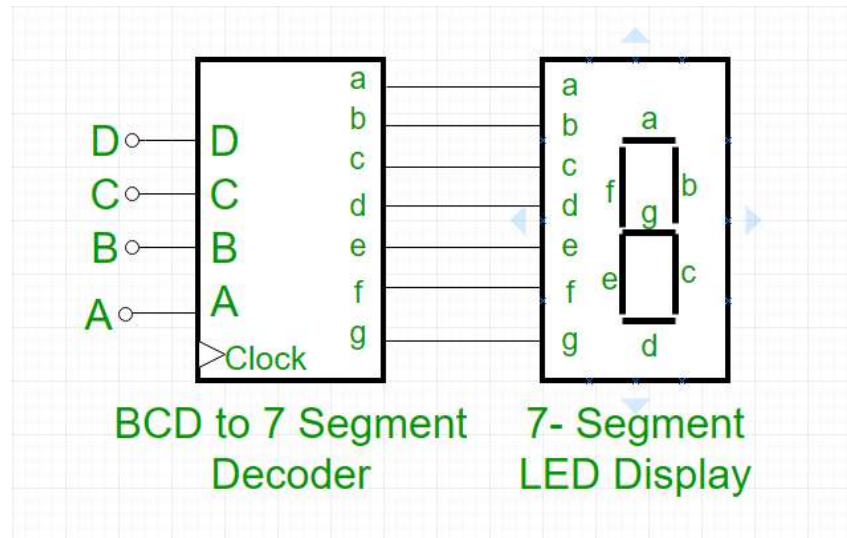 D
C
B
A
D
C
B
A
Clock
a
b
c
d
e
f
g
a
b
c
d
e
f
g
a
f
b
g
e
c
d
BCD to 7 Segment
Decoder
7- Segment
LED Display